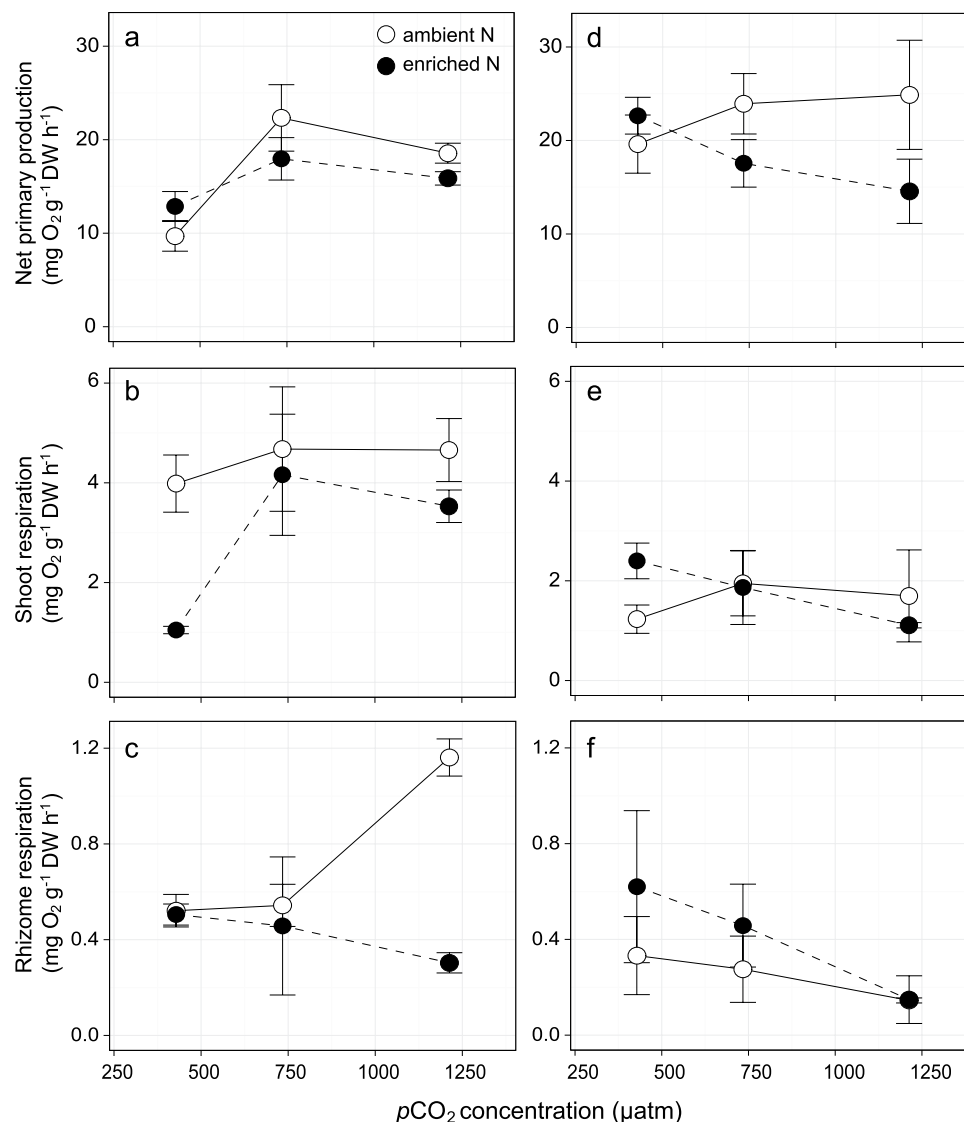 a
ambient N
enriched N
30
20
10
0
Net primary production
(mg O₂ g⁻¹ DW h⁻¹)
d
30
20
10
0
b
6
4
2
0
Shoot respiration
(mg O₂ g⁻¹ DW h⁻¹)
e
6
4
2
0
c
1.2
0.8
0.4
0.0
Rhizome respiration
(mg O₂ g⁻¹ DW h⁻¹)
f
1.2
0.8
0.4
0.0
250 500 750 1000 1250
250 500 750 1000 1250
pCO₂ concentration (µatm)